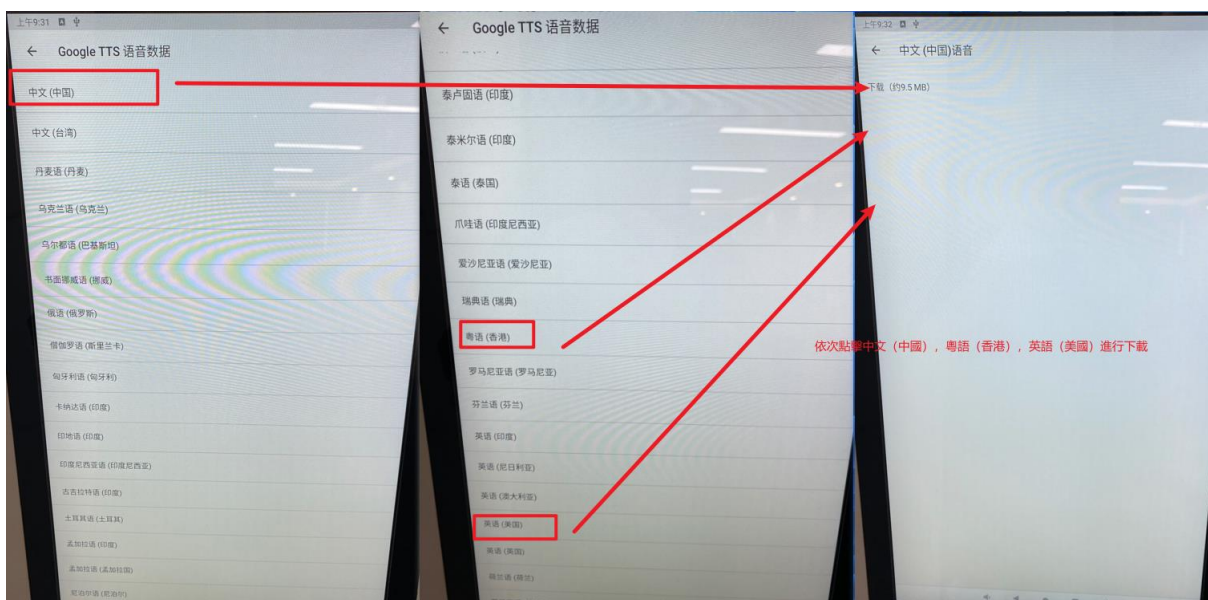 上午9:31
Google TTS 语音数据
中文 (中国)
中文 (台湾)
丹麦语 (丹麦)
乌克兰语 (乌克兰)
乌尔都语 (巴基斯坦)
书面挪威语 (挪威)
俄语 (俄罗斯)
僧伽罗语 (斯里兰卡)
匈牙利语 (匈牙利)
卡纳达语 (印度)
印地语 (印度)
印度尼西亚语 (印度尼西亚)
古吉拉特语 (印度)
土耳其语 (土耳其)
孟加拉语 (印度)
孟加拉语 (孟加拉国)
尼泊尔语 (尼泊尔)
Google TTS 语音数据
泰卢固语 (印度)
泰米尔语 (印度)
泰语 (泰国)
爪哇语 (印度尼西亚)
爱沙尼亚语 (爱沙尼亚)
瑞典语 (瑞典)
粤语 (香港)
罗马尼亚语 (罗马尼亚)
芬兰语 (芬兰)
英语 (印度)
英语 (尼日利亚)
英语 (澳大利亚)
英语 (美国)
英语 (英国)
荷兰语 (荷兰)
上午9:32
中文 (中国)语音
下载（约9.5 MB）
依次點擊中文（中國）,粵語（香港）,英語（美國）進行下載